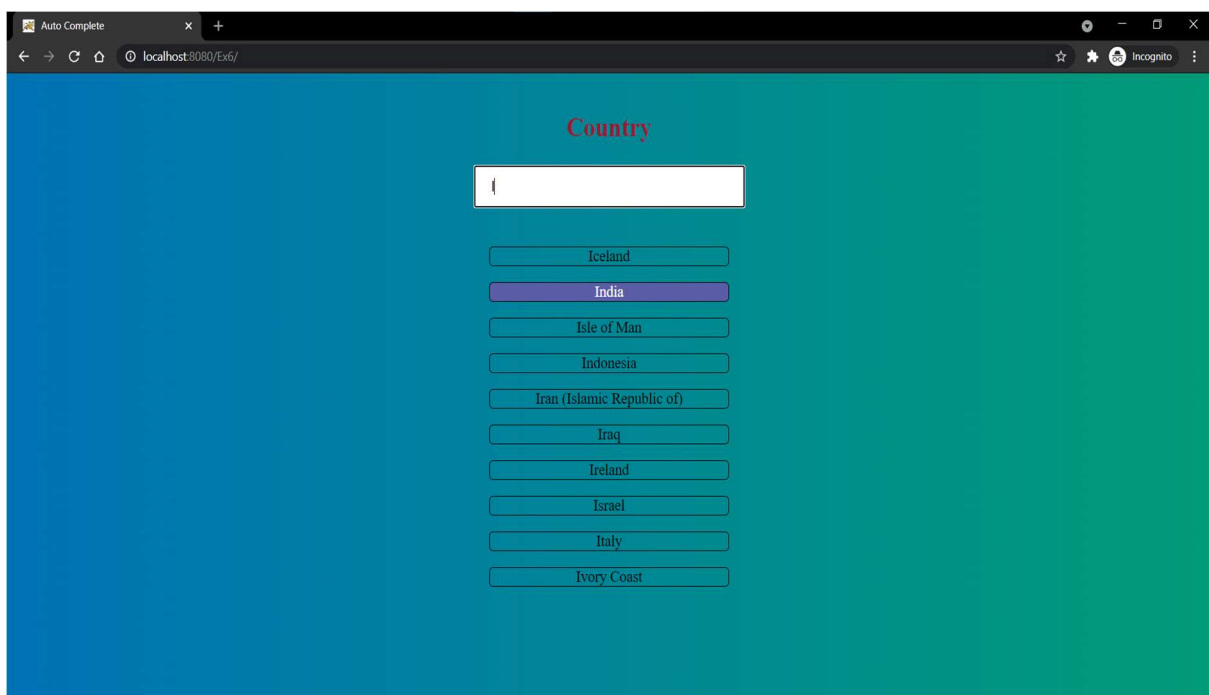 Auto Complete
localhost:8080/Ex6/
Incognito
Country
I
Iceland
India
Isle of Man
Indonesia
Iran (Islamic Republic of)
Iraq
Ireland
Israel
Italy
Ivory Coast